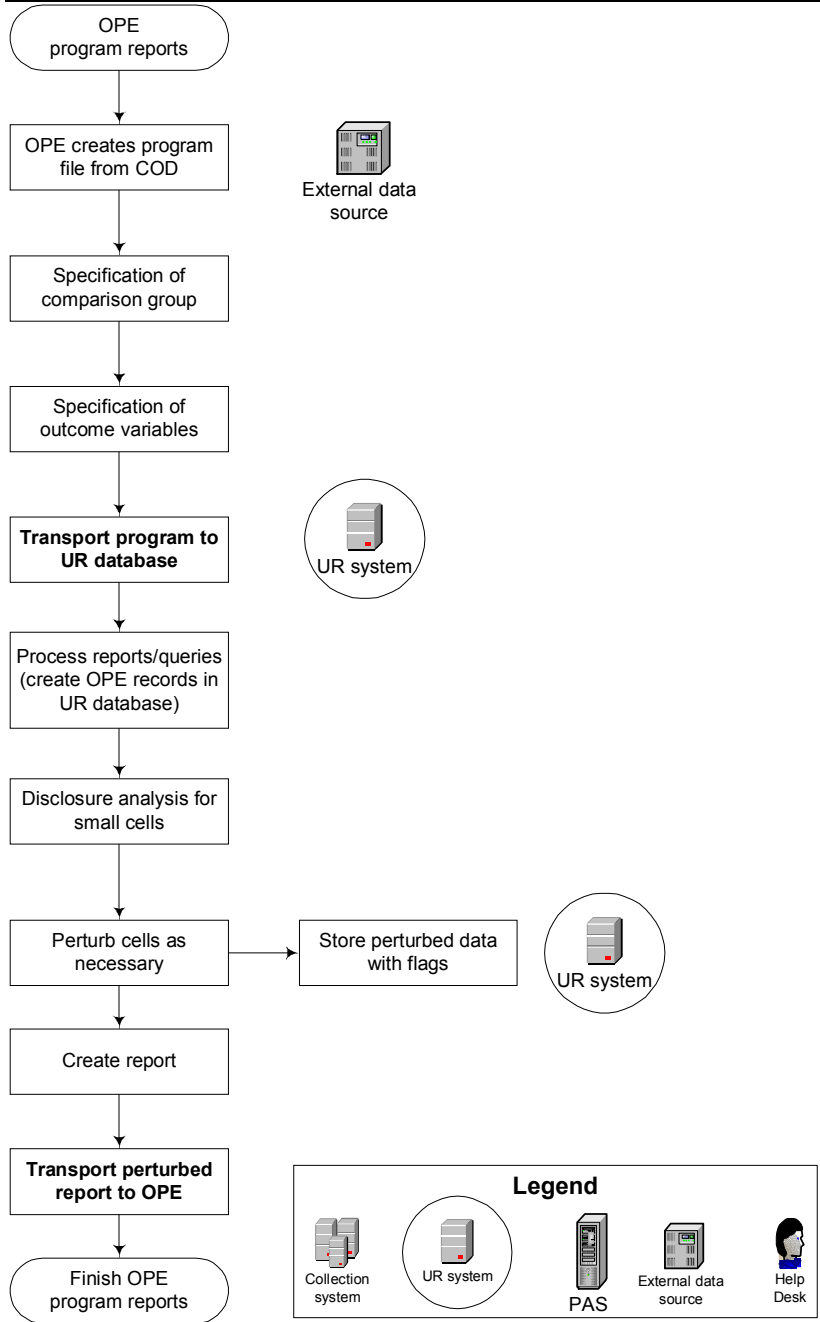 OPE
program reports
OPE creates program
file from COD
External data
source
Specification of
comparison group
Specification of
outcome variables
Transport program to
UR database
UR system
Process reports/queries
(create OPE records in
UR database)
Disclosure analysis for
small cells
Perturb cells as
necessary
Store perturbed data
with flags
UR system
Create report
Transport perturbed
report to OPE
Finish OPE
program reports
Legend
Collection
system
UR system
PAS
External data
source
Help
Desk